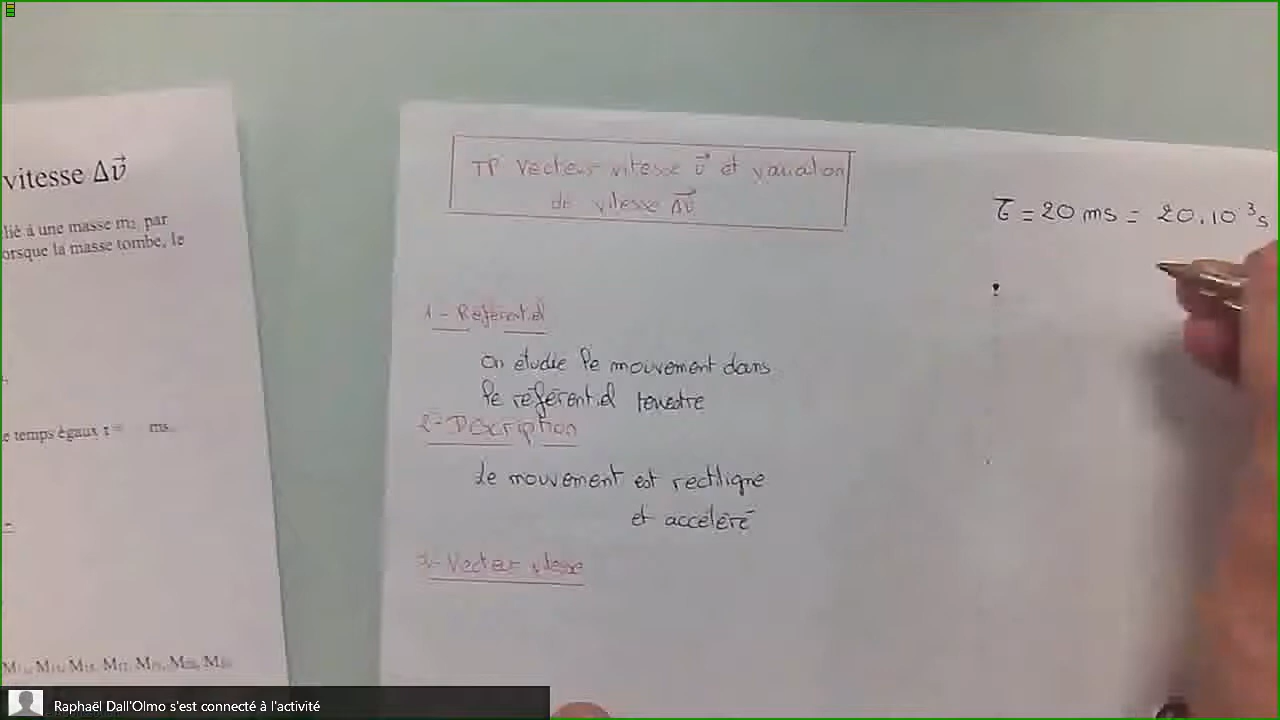 vitesse Δv⃗
lié à une masse m₂ par
orsque la masse tombe, le
e temps égaux τ = ms.
TP Vecteur vitesse v⃗ et variation
de vitesse Δv⃗
τ = 20 ms = 20.10⁻³ s
1 - Référentiel
On étudie le mouvement dans
le référentiel terrestre
2 - Description
Le mouvement est rectiligne
et accéléré
3 - Vecteur vitesse
Raphaël Dall'Olmo s'est connecté à l'activité